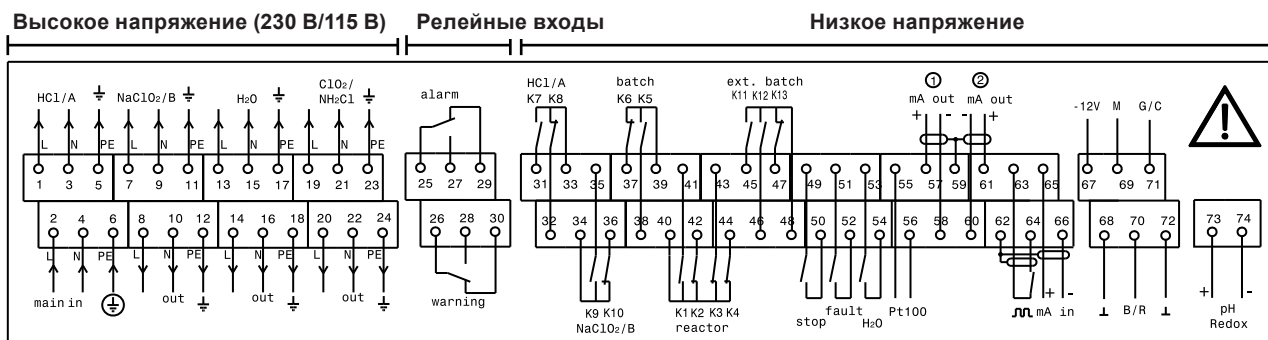 Высокое напряжение (230 В/115 В) Релейные входы Низкое напряжение
HCl/A NaClO₂/B H₂O ClO₂/
NH₂Cl
alarm
HCl/A
K7 K8
batch
K6 K5
ext. batch
K11 K12 K13
① ②
mA out mA out
+ - - +
-12V M G/C
L N PE L N PE L N PE L N PE
1 3 5 7 9 11 13 15 17 19 21 23 25 27 29 31 33 35 37 39 41 43 45 47 49 51 53 55 57 59 61 63 65 67 69 71
2 4 6 8 10 12 14 16 18 20 22 24 26 28 30 32 34 36 38 40 42 44 46 48 50 52 54 56 58 60 62 64 66 68 70 72 73 74
L N PE L N PE L N PE L N PE
main in out out out
warning
K9 K10
NaClO₂/B
K1 K2 K3 K4
reactor
stop fault H₂O Pt100
+ -
mA in
B/R
+ -
pH
Redox